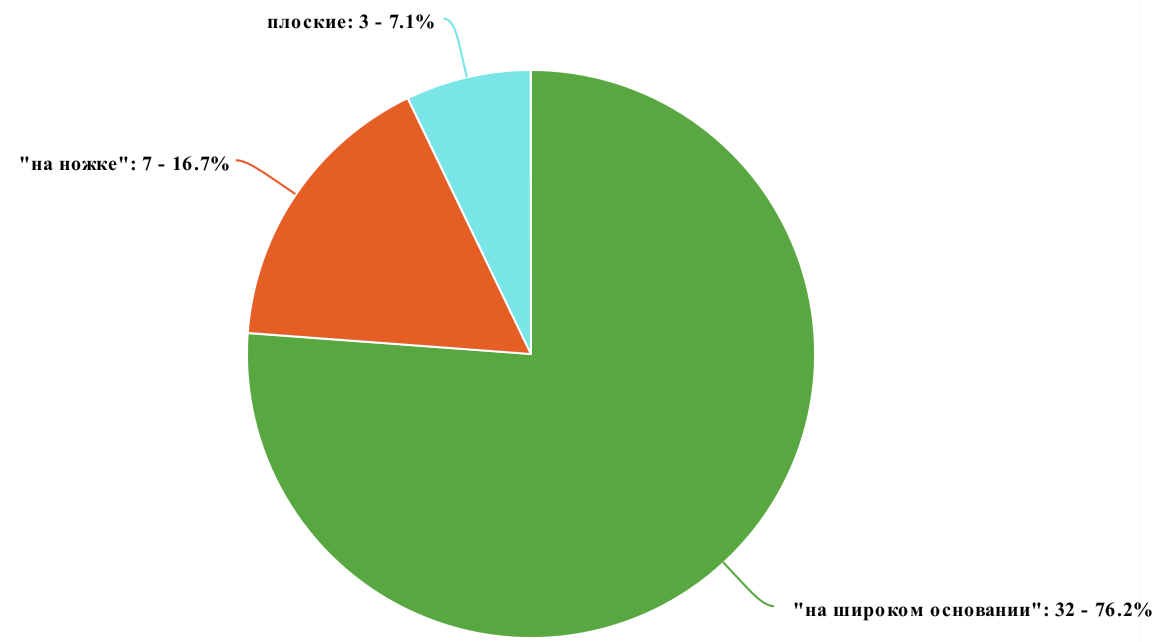 плоские: 3 - 7.1%
"на ножке": 7 - 16.7%
"на широком основании": 32 - 76.2%